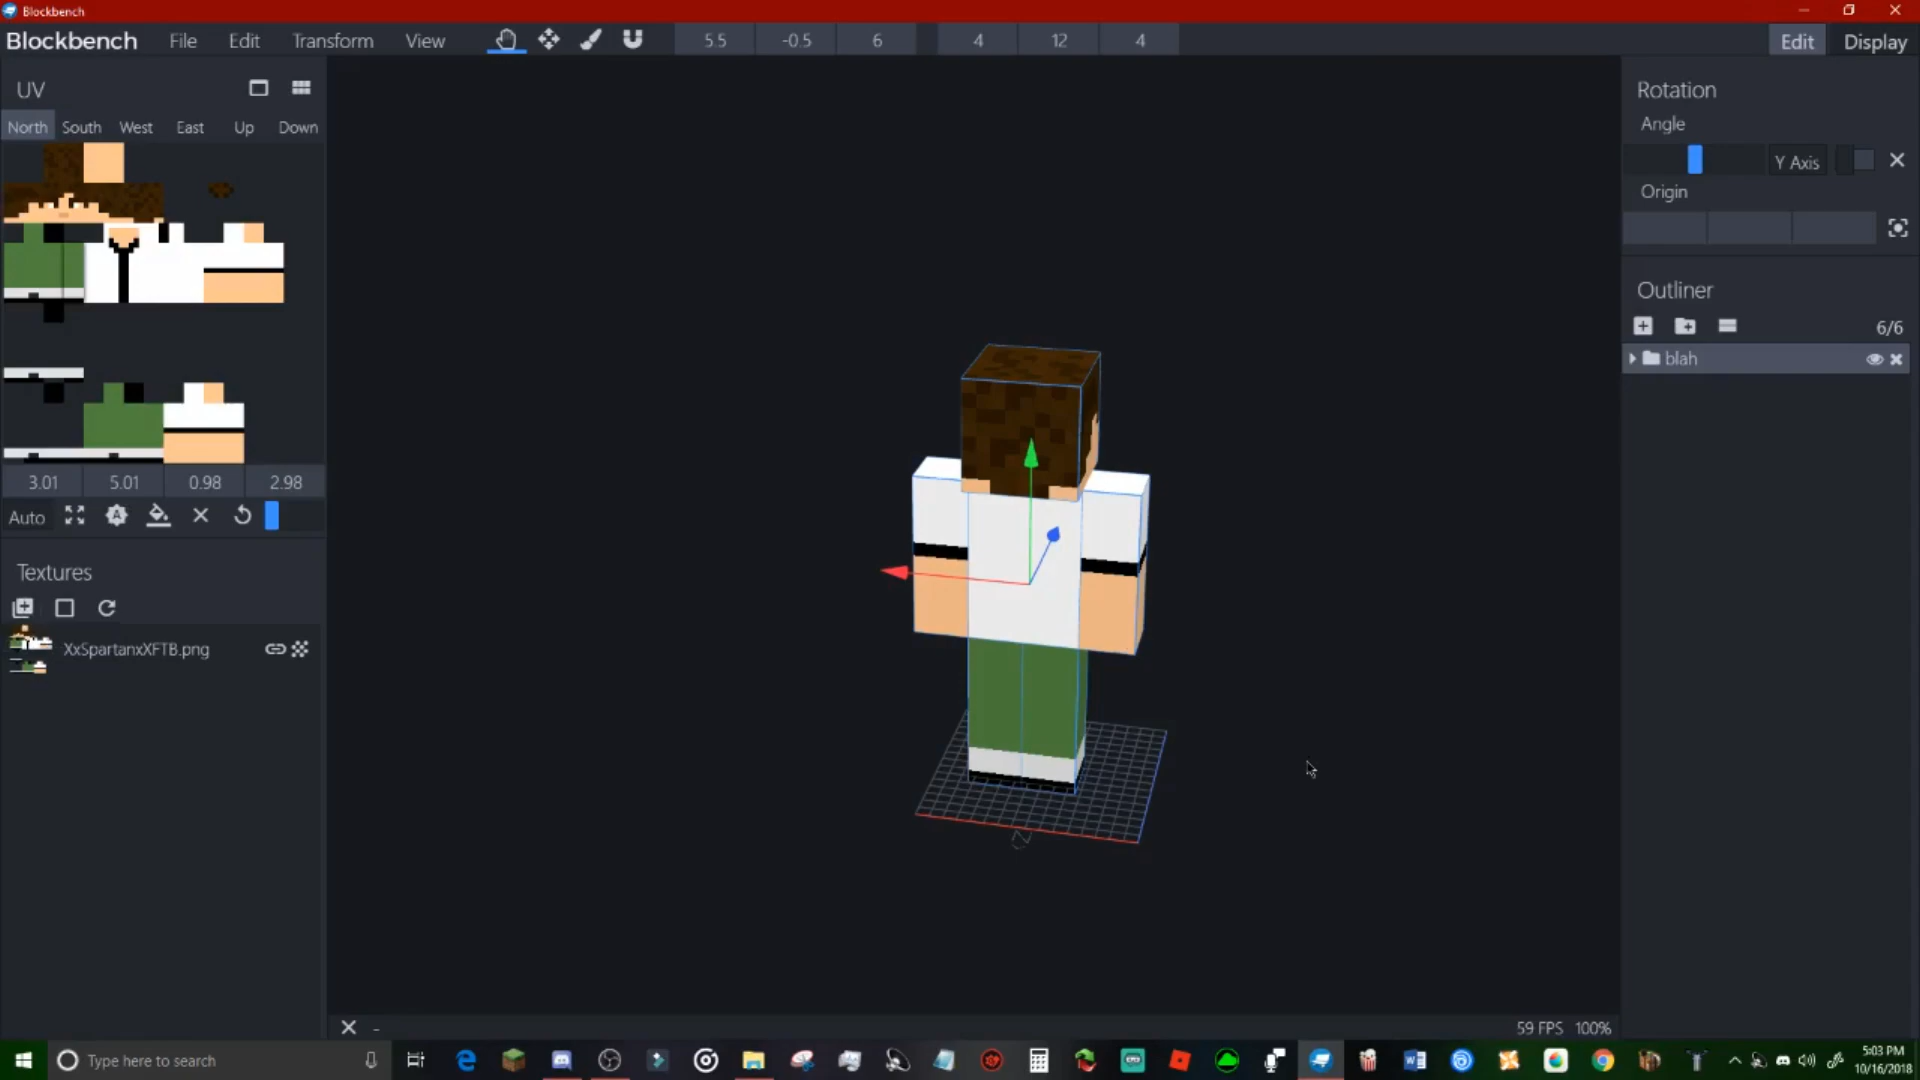 Blockbench
Blockbench File Edit Transform View 5.5 -0.5 6 4 12 4 Edit Display
UV
North South West East Up Down
3.01 5.01 0.98 2.98
Auto
Textures
XxSpartanxXFTB.png
Rotation
Angle
Y Axis
Origin
Outliner
6/6
blah
59 FPS 100%
Type here to search
5:03 PM
10/16/2018